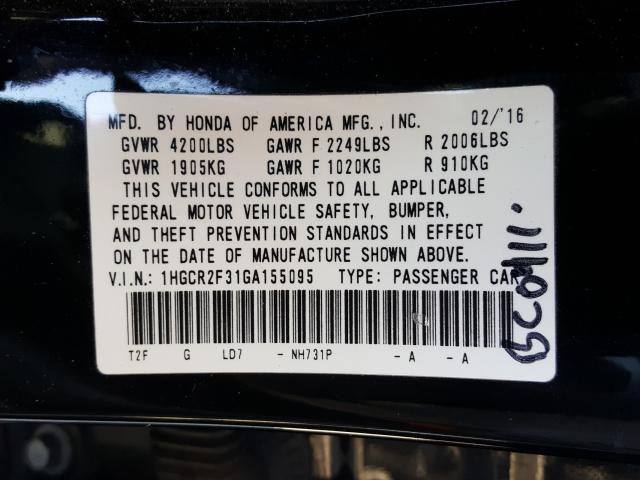 MFD. BY HONDA OF AMERICA MFG., INC. 02/'16
GVWR 4200LBS GAWR F 2249LBS R 2006LBS
GVWR 1905KG GAWR F 1020KG R 910KG
THIS VEHICLE CONFORMS TO ALL APPLICABLE
FEDERAL MOTOR VEHICLE SAFETY, BUMPER,
AND THEFT PREVENTION STANDARDS IN EFFECT
ON THE DATE OF MANUFACTURE SHOWN ABOVE.
V.I.N.: 1HGCR2F31GA155095 TYPE: PASSENGER CAR
T2F G LD7 - NH731P - A - A
BC0411